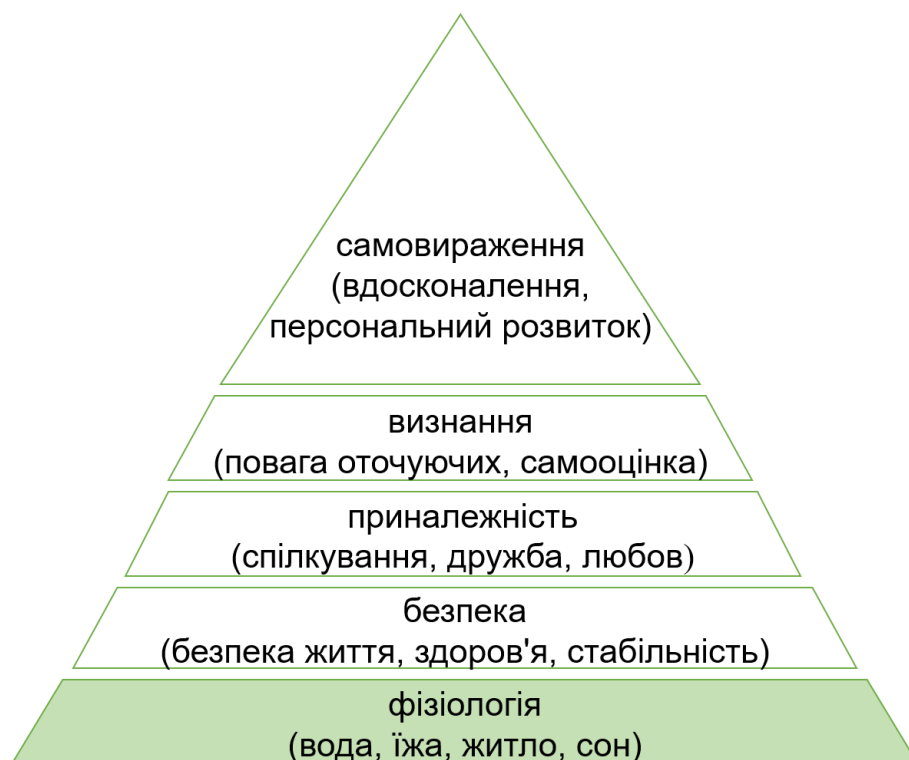 самовираження
(вдосконалення,
персональний розвиток)
визнання
(повага оточуючих, самооцінка)
приналежність
(спілкування, дружба, любов)
безпека
(безпека життя, здоров'я, стабільність)
фізіологія
(вода, їжа, житло, сон)